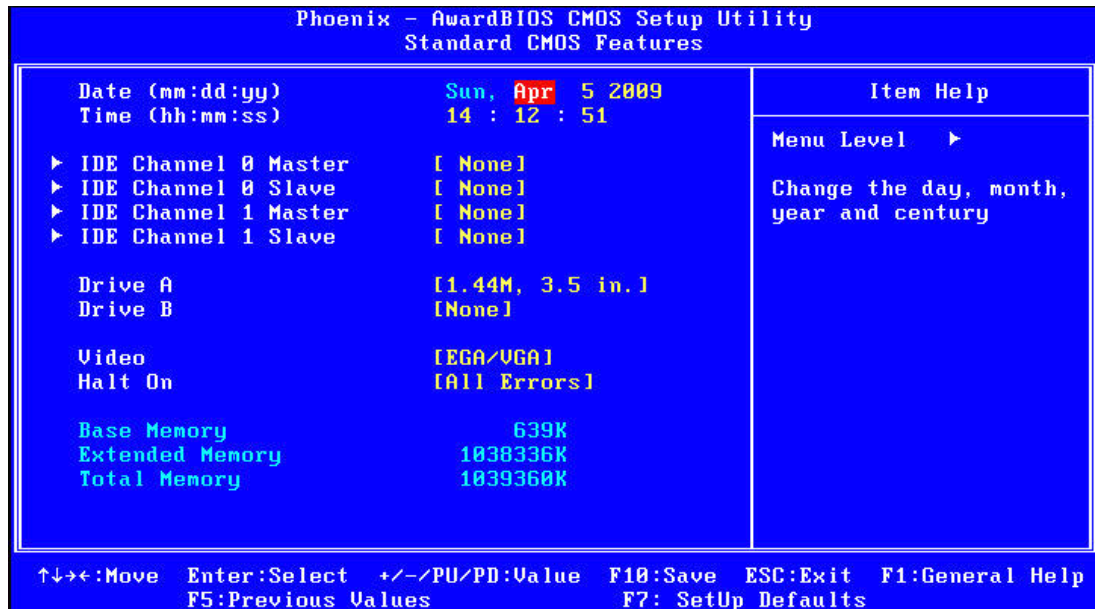 Phoenix - AwardBIOS CMOS Setup Utility
Standard CMOS Features
Date (mm:dd:yy) Sun, Apr 5 2009
Time (hh:mm:ss) 14 : 12 : 51
► IDE Channel 0 Master [ None]
► IDE Channel 0 Slave [ None]
► IDE Channel 1 Master [ None]
► IDE Channel 1 Slave [ None]
Drive A [1.44M, 3.5 in.]
Drive B [None]
Video [EGA/VGA]
Halt On [All Errors]
Base Memory 639K
Extended Memory 1038336K
Total Memory 1039360K
Item Help
Menu Level ►
Change the day, month,
year and century
↑↓→←:Move Enter:Select +/-/PU/PD:Value F10:Save ESC:Exit F1:General Help
F5:Previous Values F7: SetUp Defaults